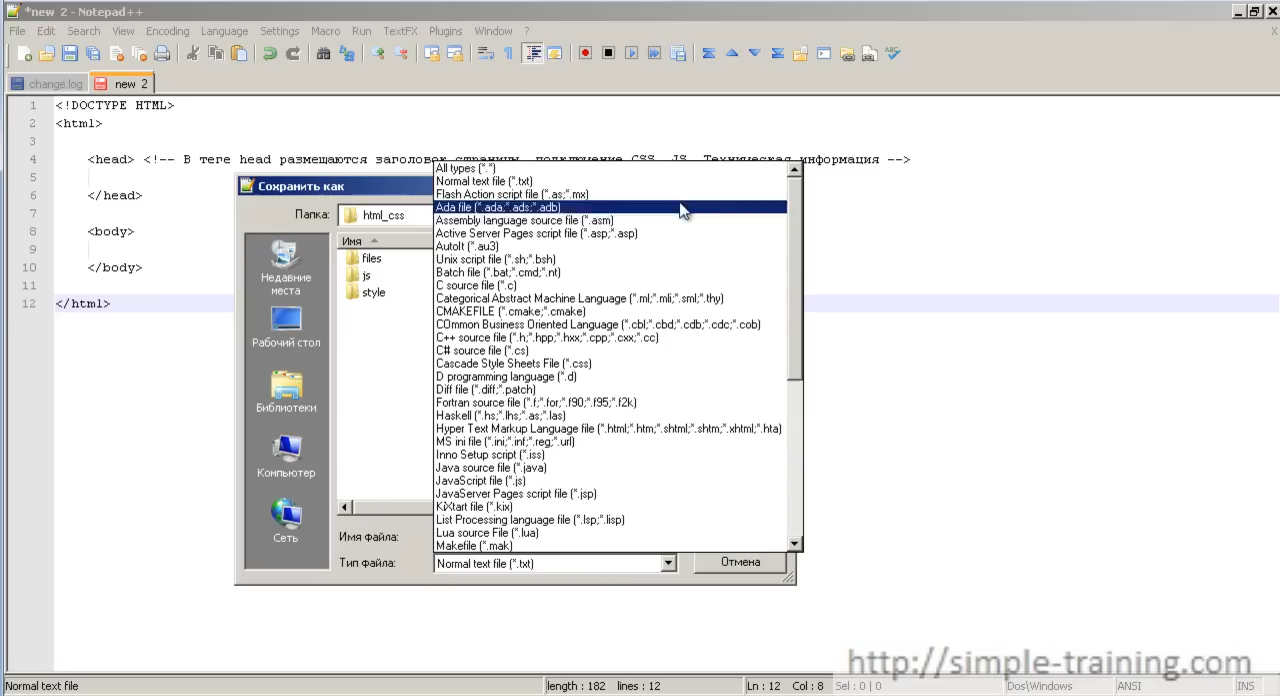 *new 2 - Notepad++
File Edit Search View Encoding Language Settings Macro Run TextFX Plugins Window ? X
change.log new 2
1 <!DOCTYPE HTML>
2 <html>
3
4 <head> <!-- В теге head размещаются заголовок страницы, подключение CSS, JS. Техническая информация -->
5
6 </head>
7
8 <body>
9
10 </body>
11
12 </html>
Сохранить как
Папка: html_css
Имя
files
js
style
Недавние места
Рабочий стол
Библиотеки
Компьютер
Сеть
All types (*.*)
Normal text file (*.txt)
Flash Action script file (*.as;*.mx)
Ada file (*.ada;*.ads;*.adb)
Assembly language source file (*.asm)
Active Server Pages script file (*.asp;*.asp)
AutoIt (*.au3)
Unix script file (*.sh;*.bsh)
Batch file (*.bat;*.cmd;*.nt)
C source file (*.c)
Categorical Abstract Machine Language (*.ml;*.mli;*.sml;*.thy)
CMAKEFILE (*.cmake;*.cmake)
COmmon Business Oriented Language (*.cbl;*.cbd;*.cdb;*.cdc;*.cob)
C++ source file (*.h;*.hpp;*.hxx;*.cpp;*.cxx;*.cc)
C# source file (*.cs)
Cascade Style Sheets File (*.css)
D programming language (*.d)
Diff file (*.diff;*.patch)
Fortran source file (*.f;*.for;*.f90;*.f95;*.f2k)
Haskell (*.hs;*.lhs;*.as;*.las)
Hyper Text Markup Language file (*.html;*.htm;*.shtml;*.shtm;*.xhtml;*.hta)
MS ini file (*.ini;*.inf;*.reg;*.url)
Inno Setup script (*.iss)
Java source file (*.java)
JavaScript file (*.js)
JavaServer Pages script file (*.jsp)
KiXtart file (*.kix)
List Processing language file (*.lsp;*.lisp)
Lua source File (*.lua)
Makefile (*.mak)
Имя файла:
Тип файла: Normal text file (*.txt) Отмена
http://simple-training.com
Normal text file length : 182 lines : 12 Ln : 12 Col : 8 Sel : 0 | 0 Dos\Windows ANSI INS